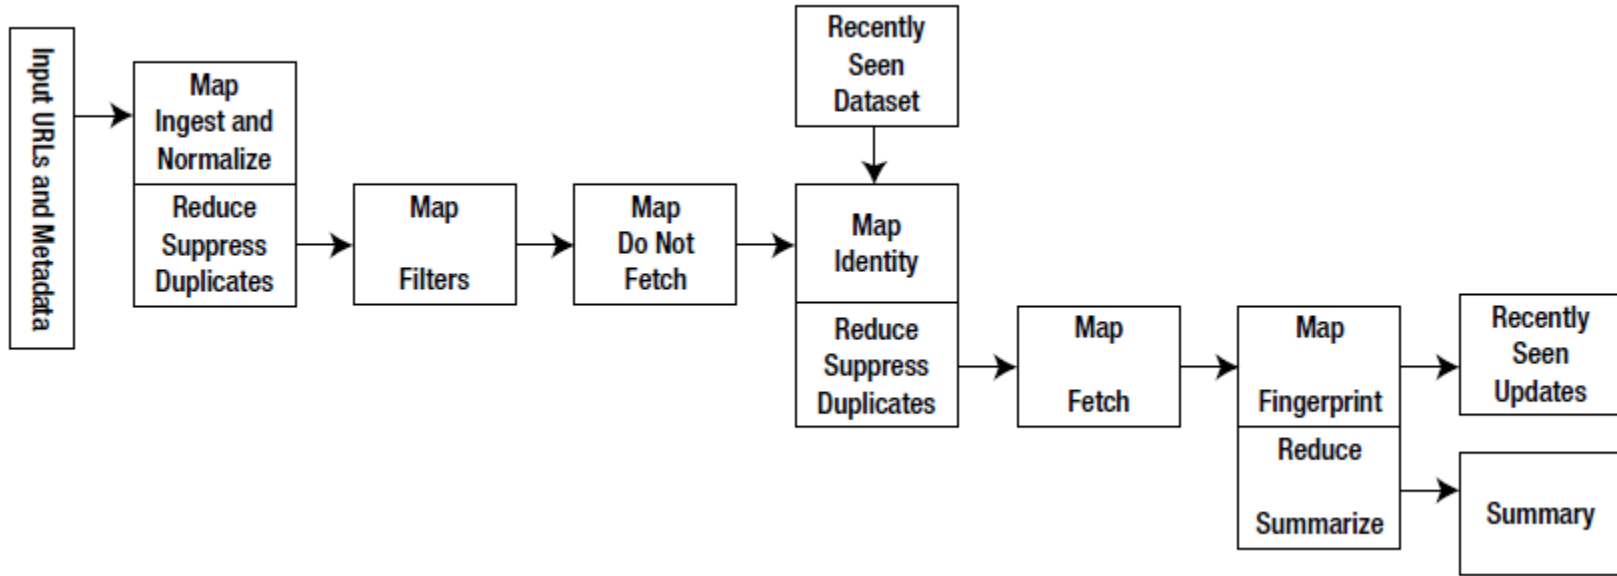 Input URLs and Metadata
Map
Ingest and
Normalize
Reduce
Suppress
Duplicates
Map
Filters
Map
Do Not
Fetch
Recently
Seen
Dataset
Map
Identity
Reduce
Suppress
Duplicates
Map
Fetch
Map
Fingerprint
Reduce
Summarize
Recently
Seen
Updates
Summary